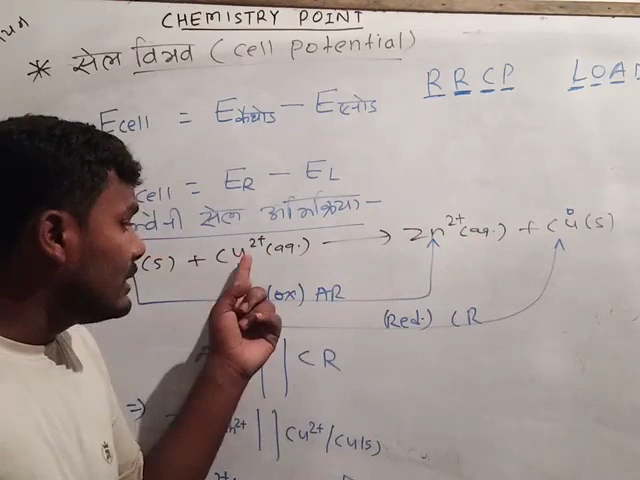 CHEMISTRY POINT
* सेल विभव (cell potential)
RRCP LOA
Ecell = Eकैथोड - Eएनोड
cell = ER - EL
सेल अभिक्रिया -
(s) + Cu2+(aq.) → Zn2+(aq.) + Cu°(s)
(ox) AR
(Red.) CR
|| CR
=> || Cu2+/Cu(s)